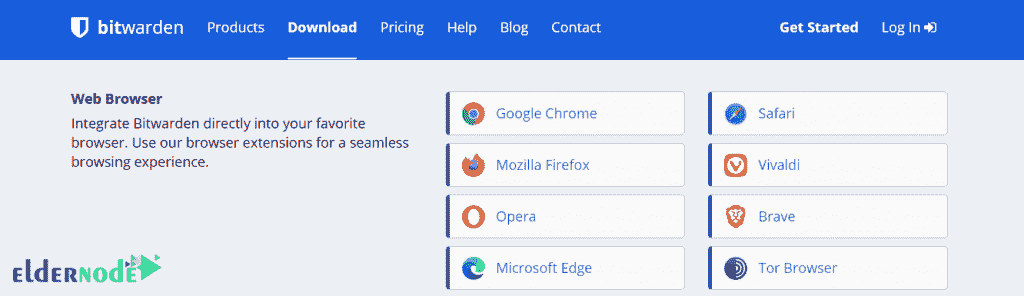 bitwarden Products Download Pricing Help Blog Contact Get Started Log In
Web Browser
Integrate Bitwarden directly into your favorite
browser. Use our browser extensions for a seamless
browsing experience.
Google Chrome
Safari
Mozilla Firefox
Vivaldi
Opera
Brave
Microsoft Edge
Tor Browser
eldernode